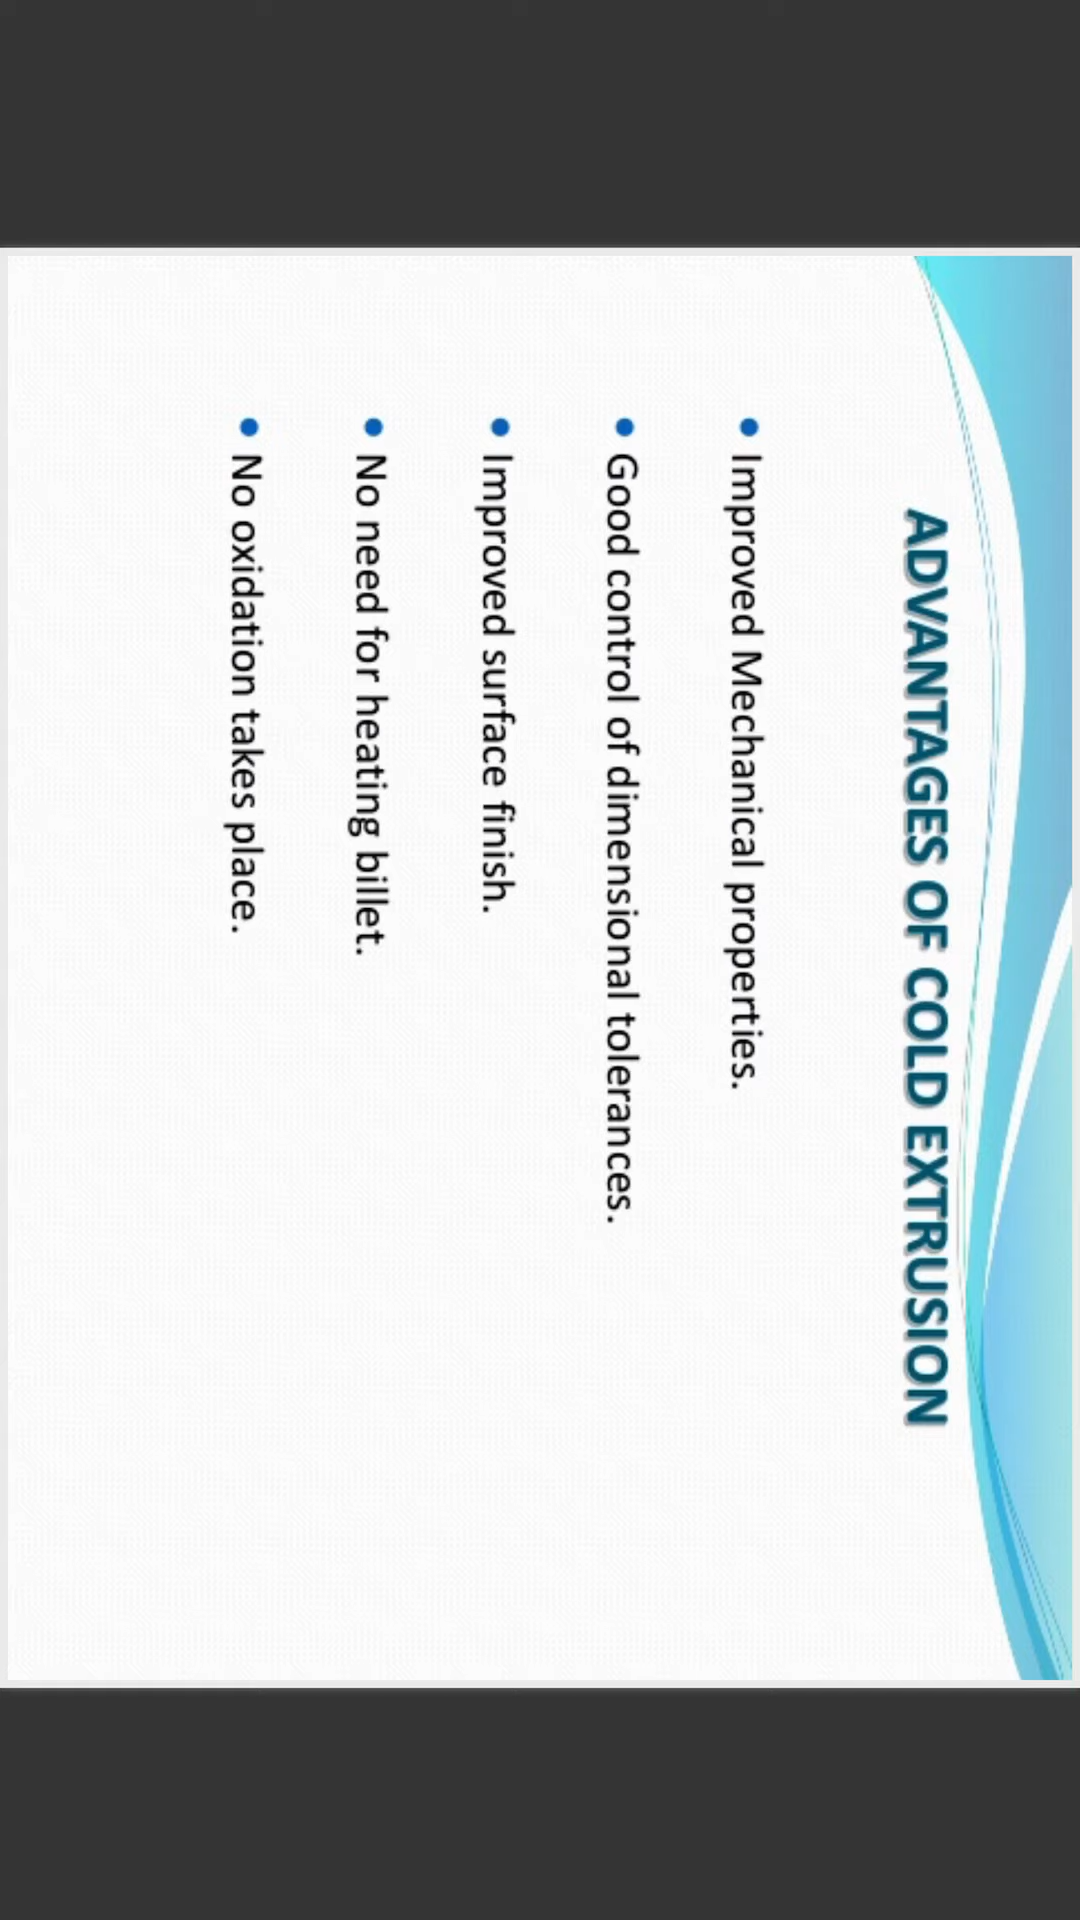 ADVANTAGES OF COLD EXTRUSION
• Improved Mechanical properties.
• Good control of dimensional tolerances.
• Improved surface finish.
• No need for heating billet.
• No oxidation takes place.